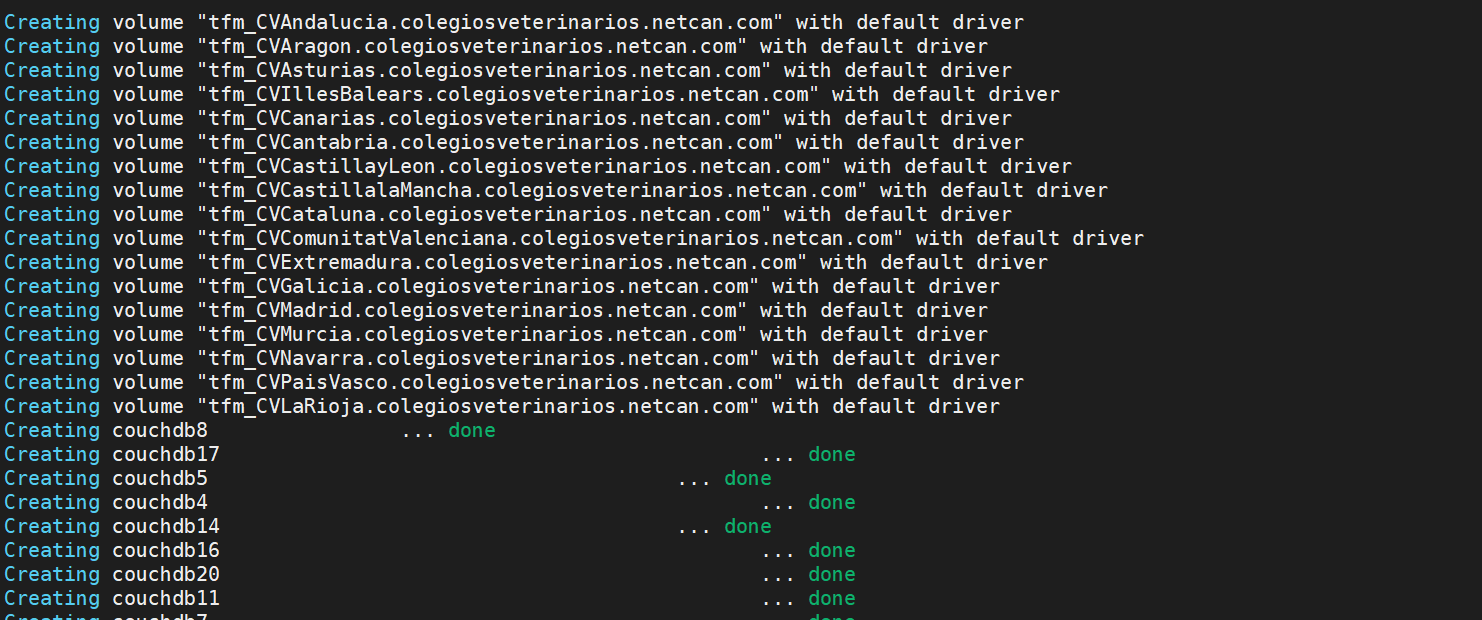 Creating volume "tfm_CVAndalucia.colegiosveterinarios.netcan.com" with default driver
Creating volume "tfm_CVAragon.colegiosveterinarios.netcan.com" with default driver
Creating volume "tfm_CVAsturias.colegiosveterinarios.netcan.com" with default driver
Creating volume "tfm_CVIllesBalears.colegiosveterinarios.netcan.com" with default driver
Creating volume "tfm_CVCanarias.colegiosveterinarios.netcan.com" with default driver
Creating volume "tfm_CVCantabria.colegiosveterinarios.netcan.com" with default driver
Creating volume "tfm_CVCastillayLeon.colegiosveterinarios.netcan.com" with default driver
Creating volume "tfm_CVCastillalaMancha.colegiosveterinarios.netcan.com" with default driver
Creating volume "tfm_CVCataluna.colegiosveterinarios.netcan.com" with default driver
Creating volume "tfm_CVComunitatValenciana.colegiosveterinarios.netcan.com" with default driver
Creating volume "tfm_CVExtremadura.colegiosveterinarios.netcan.com" with default driver
Creating volume "tfm_CVGalicia.colegiosveterinarios.netcan.com" with default driver
Creating volume "tfm_CVMadrid.colegiosveterinarios.netcan.com" with default driver
Creating volume "tfm_CVMurcia.colegiosveterinarios.netcan.com" with default driver
Creating volume "tfm_CVNavarra.colegiosveterinarios.netcan.com" with default driver
Creating volume "tfm_CVPaisVasco.colegiosveterinarios.netcan.com" with default driver
Creating volume "tfm_CVLaRioja.colegiosveterinarios.netcan.com" with default driver
Creating couchdb8 ... done
Creating couchdb17 ... done
Creating couchdb5 ... done
Creating couchdb4 ... done
Creating couchdb14 ... done
Creating couchdb16 ... done
Creating couchdb20 ... done
Creating couchdb11 ... done
Creating couchdb7 done